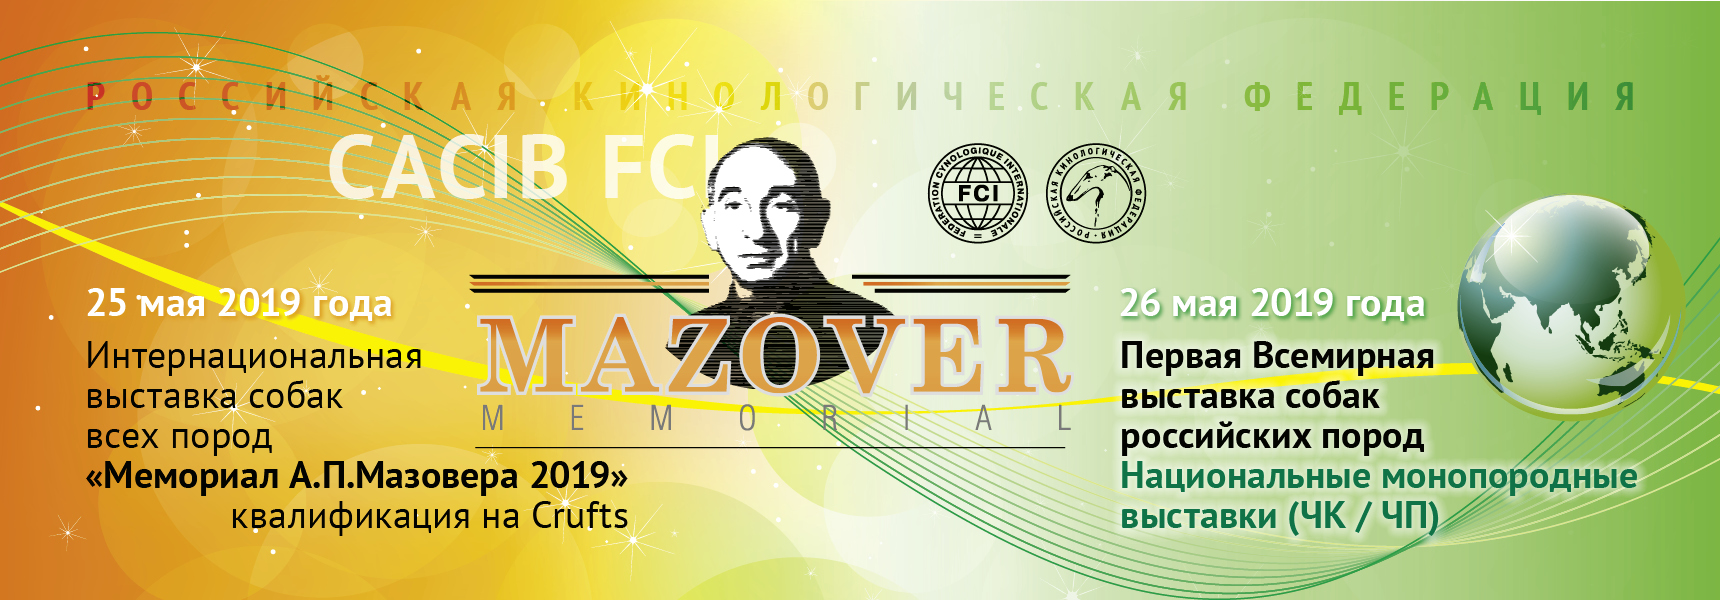 РОССИЙСКАЯ КИНОЛОГИЧЕСКАЯ ФЕДЕРАЦИЯ
CACIB FCI
FEDERATION CYNOLOGIQUE INTERNATIONALE
FCI
РОССИЙСКАЯ КИНОЛОГИЧЕСКАЯ ФЕДЕРАЦИЯ
MAZOVER
MEMORIAL
25 мая 2019 года
Интернациональная
выставка собак
всех пород
«Мемориал А.П.Мазовера 2019»
квалификация на Crufts
26 мая 2019 года
Первая Всемирная
выставка собак
российских пород
Национальные монопородные
выставки (ЧК / ЧП)